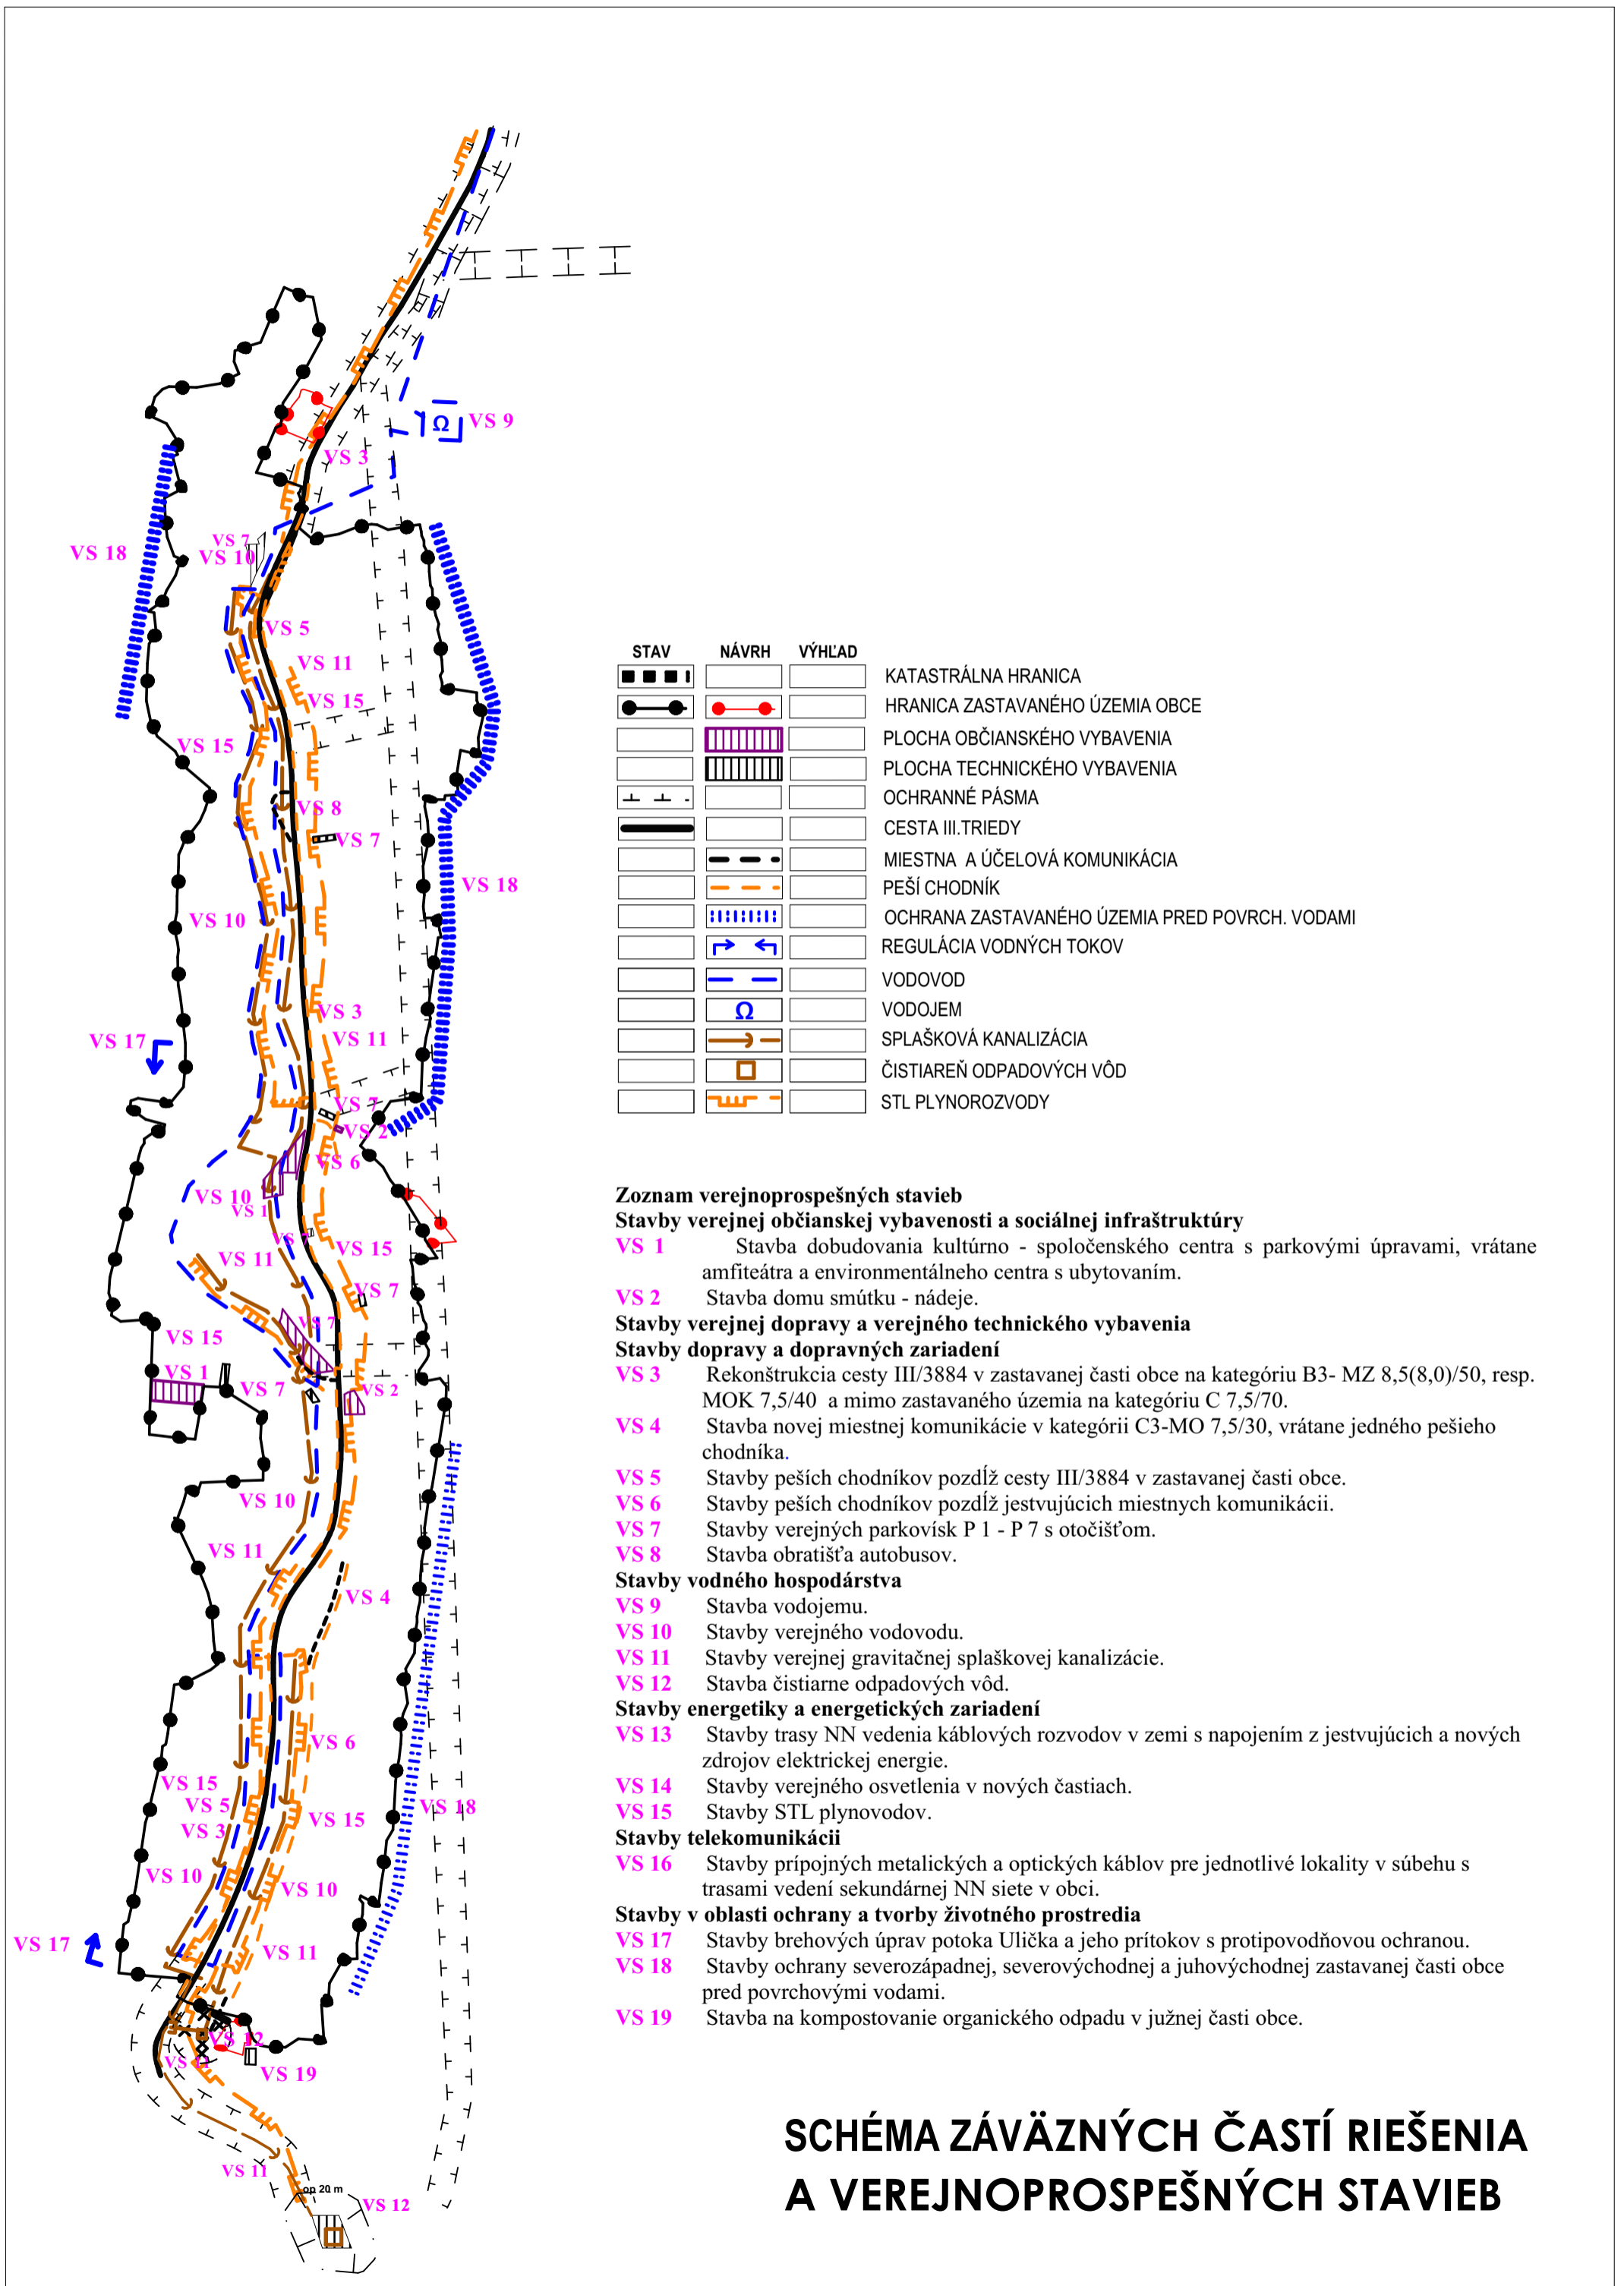 VS 9
VS 3
VS 7
VS 18
VS 10
VS 5
VS 11
VS 15
VS 15
VS 8
VS 7
VS 18
VS 10
VS 3
VS 11
VS 17
VS 7
VS 2
VS 6
VS 10
VS 1
VS 7
VS 15
VS 11
VS 7
VS 7
VS 15
VS 1
VS 7
VS 2
VS 10
VS 11
VS 4
VS 6
VS 15
VS 5
VS 18
VS 15
VS 3
VS 10
VS 10
VS 17
VS 11
VS 12
VS 11
VS 19
VS 11
op 20 m
VS 12
STAV NÁVRH VÝHĽAD
KATASTRÁLNA HRANICA
HRANICA ZASTAVANÉHO ÚZEMIA OBCE
PLOCHA OBČIANSKÉHO VYBAVENIA
PLOCHA TECHNICKÉHO VYBAVENIA
OCHRANNÉ PÁSMA
CESTA III.TRIEDY
MIESTNA A ÚČELOVÁ KOMUNIKÁCIA
PEŠÍ CHODNÍK
OCHRANA ZASTAVANÉHO ÚZEMIA PRED POVRCH. VODAMI
REGULÁCIA VODNÝCH TOKOV
VODOVOD
Ω VODOJEM
SPLAŠKOVÁ KANALIZÁCIA
ČISTIAREŇ ODPADOVÝCH VÔD
STL PLYNOROZVODY
Zoznam verejnoprospešných stavieb
Stavby verejnej občianskej vybavenosti a sociálnej infraštruktúry
VS 1 Stavba dobudovania kultúrno - spoločenského centra s parkovými úpravami, vrátane
amfiteátra a environmentálneho centra s ubytovaním.
VS 2 Stavba domu smútku - nádeje.
Stavby verejnej dopravy a verejného technického vybavenia
Stavby dopravy a dopravných zariadení
VS 3 Rekonštrukcia cesty III/3884 v zastavanej časti obce na kategóriu B3- MZ 8,5(8,0)/50, resp.
MOK 7,5/40 a mimo zastavaného územia na kategóriu C 7,5/70.
VS 4 Stavba novej miestnej komunikácie v kategórii C3-MO 7,5/30, vrátane jedného pešieho
chodníka.
VS 5 Stavby peších chodníkov pozdĺž cesty III/3884 v zastavanej časti obce.
VS 6 Stavby peších chodníkov pozdĺž jestvujúcich miestnych komunikácii.
VS 7 Stavby verejných parkovísk P 1 - P 7 s otočišťom.
VS 8 Stavba obratišťa autobusov.
Stavby vodného hospodárstva
VS 9 Stavba vodojemu.
VS 10 Stavby verejného vodovodu.
VS 11 Stavby verejnej gravitačnej splaškovej kanalizácie.
VS 12 Stavba čistiarne odpadových vôd.
Stavby energetiky a energetických zariadení
VS 13 Stavby trasy NN vedenia káblových rozvodov v zemi s napojením z jestvujúcich a nových
zdrojov elektrickej energie.
VS 14 Stavby verejného osvetlenia v nových častiach.
VS 15 Stavby STL plynovodov.
Stavby telekomunikácii
VS 16 Stavby prípojných metalických a optických káblov pre jednotlivé lokality v súbehu s
trasami vedení sekundárnej NN siete v obci.
Stavby v oblasti ochrany a tvorby životného prostredia
VS 17 Stavby brehových úprav potoka Ulička a jeho prítokov s protipovodňovou ochranou.
VS 18 Stavby ochrany severozápadnej, severovýchodnej a juhovýchodnej zastavanej časti obce
pred povrchovými vodami.
VS 19 Stavba na kompostovanie organického odpadu v južnej časti obce.
SCHÉMA ZÁVÄZNÝCH ČASTÍ RIEŠENIA
A VEREJNOPROSPEŠNÝCH STAVIEB